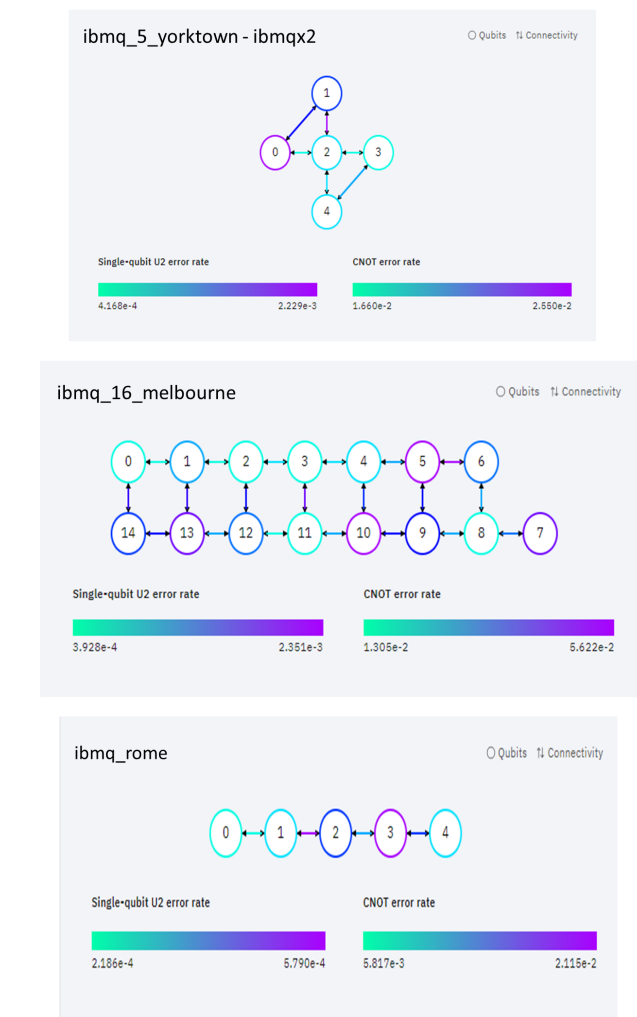 ibmq_5_yorktown - ibmqx2
Qubits ↑↓ Connectivity
1
0 2 3
4
Single-qubit U2 error rate CNOT error rate
4.168e-4 2.229e-3 1.660e-2 2.550e-2
ibmq_16_melbourne
Qubits ↑↓ Connectivity
0 1 2 3 4 5 6
14 13 12 11 10 9 8 7
Single-qubit U2 error rate CNOT error rate
3.928e-4 2.351e-3 1.305e-2 5.622e-2
ibmq_rome
Qubits ↑↓ Connectivity
0 1 2 3 4
Single-qubit U2 error rate CNOT error rate
2.186e-4 5.790e-4 5.817e-3 2.115e-2